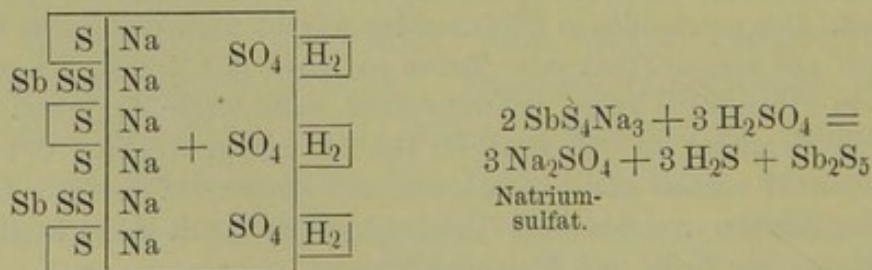 S Na SO₄ H₂
Sb SS Na
S Na
S Na + SO₄ H₂
Sb SS Na
S Na SO₄ H₂
2 SbS₄Na₃ + 3 H₂SO₄ =
3 Na₂SO₄ + 3 H₂S + Sb₂S₅
Natrium-
sulfat.